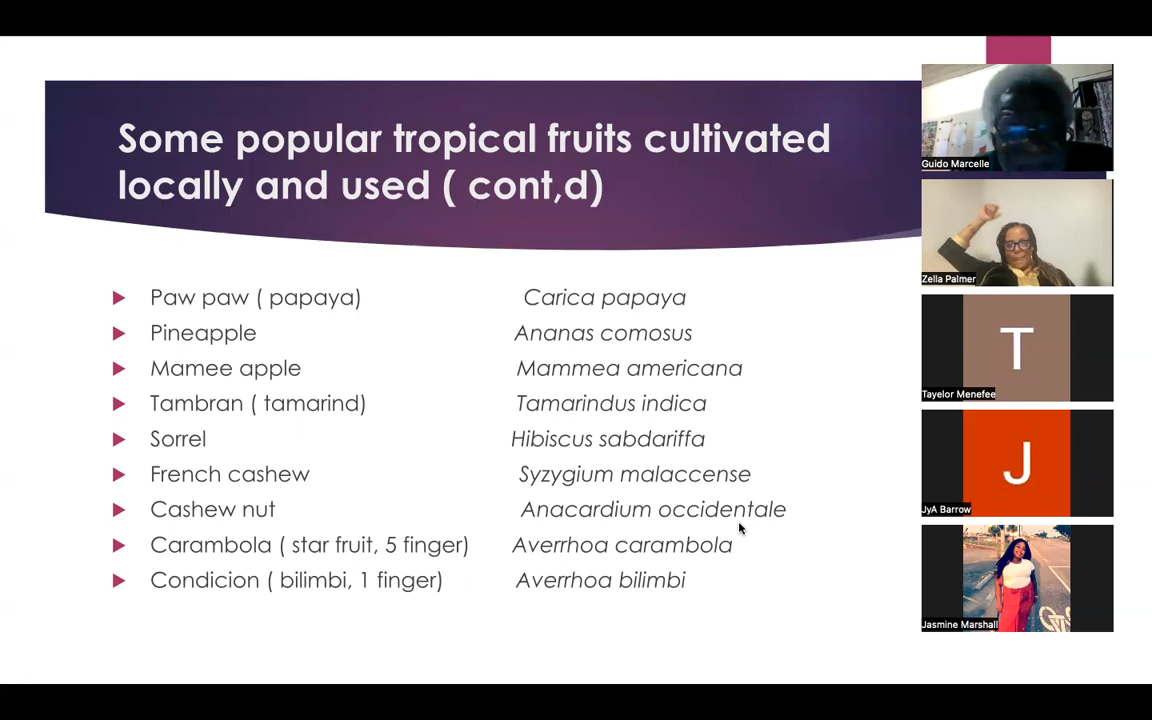 Some popular tropical fruits cultivated
locally and used ( cont,d)
Paw paw ( papaya) Carica papaya
Pineapple Ananas comosus
Mamee apple Mammea americana
Tambran ( tamarind) Tamarindus indica
Sorrel Hibiscus sabdariffa
French cashew Syzygium malaccense
Cashew nut Anacardium occidentale
Carambola ( star fruit, 5 finger) Averrhoa carambola
Condicion ( bilimbi, 1 finger) Averrhoa bilimbi
Guido Marcelle
Zella Palmer
T
Tayelor Menefee
J
JyA Barrow
Jasmine Marshall